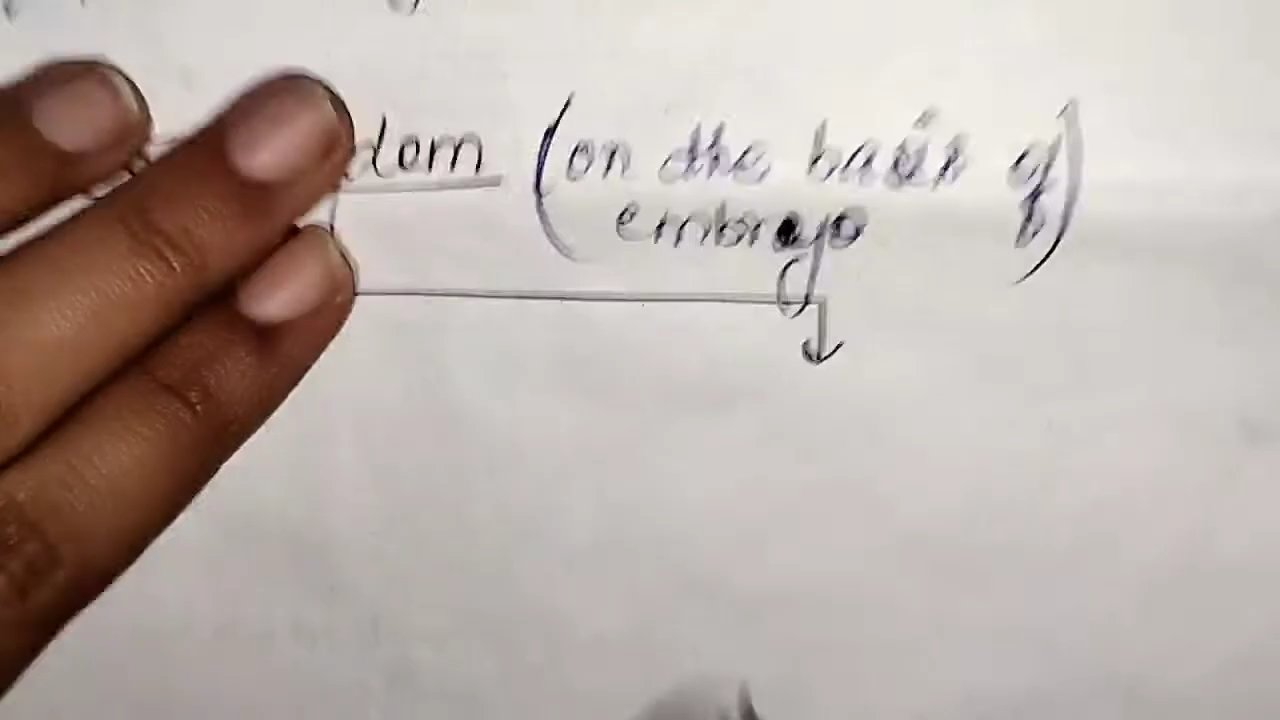 dom (on the basis of
embryo)